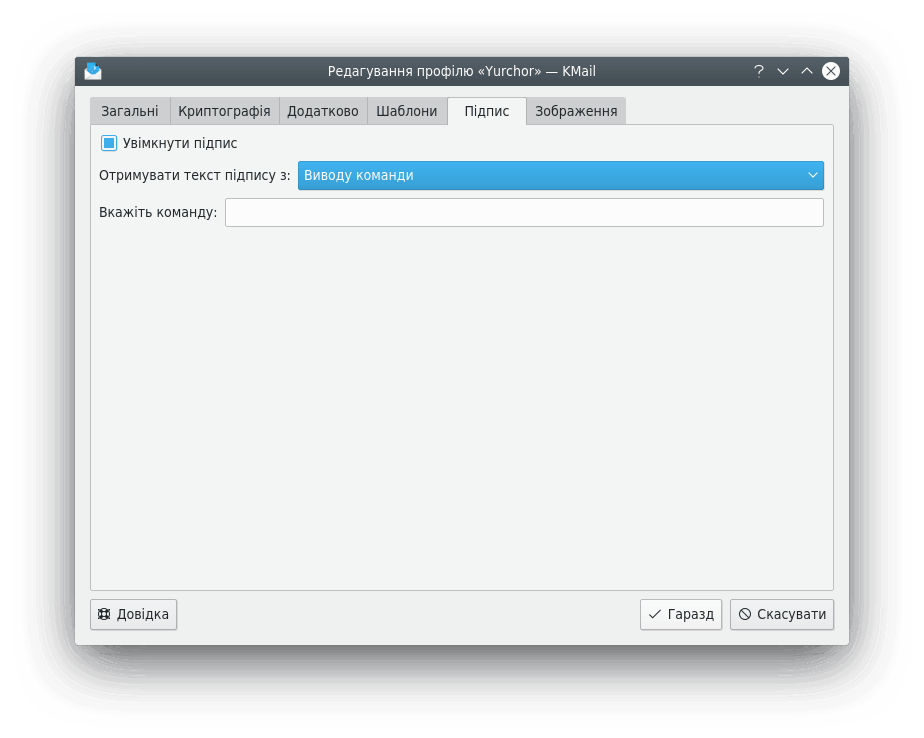 Редагування профілю «Yurchor» — KMail
Загальні Криптографія Додатково Шаблони Підпис Зображення
Увімкнути підпис
Отримувати текст підпису з: Виводу команди
Вкажіть команду:
Довідка Гаразд Скасувати